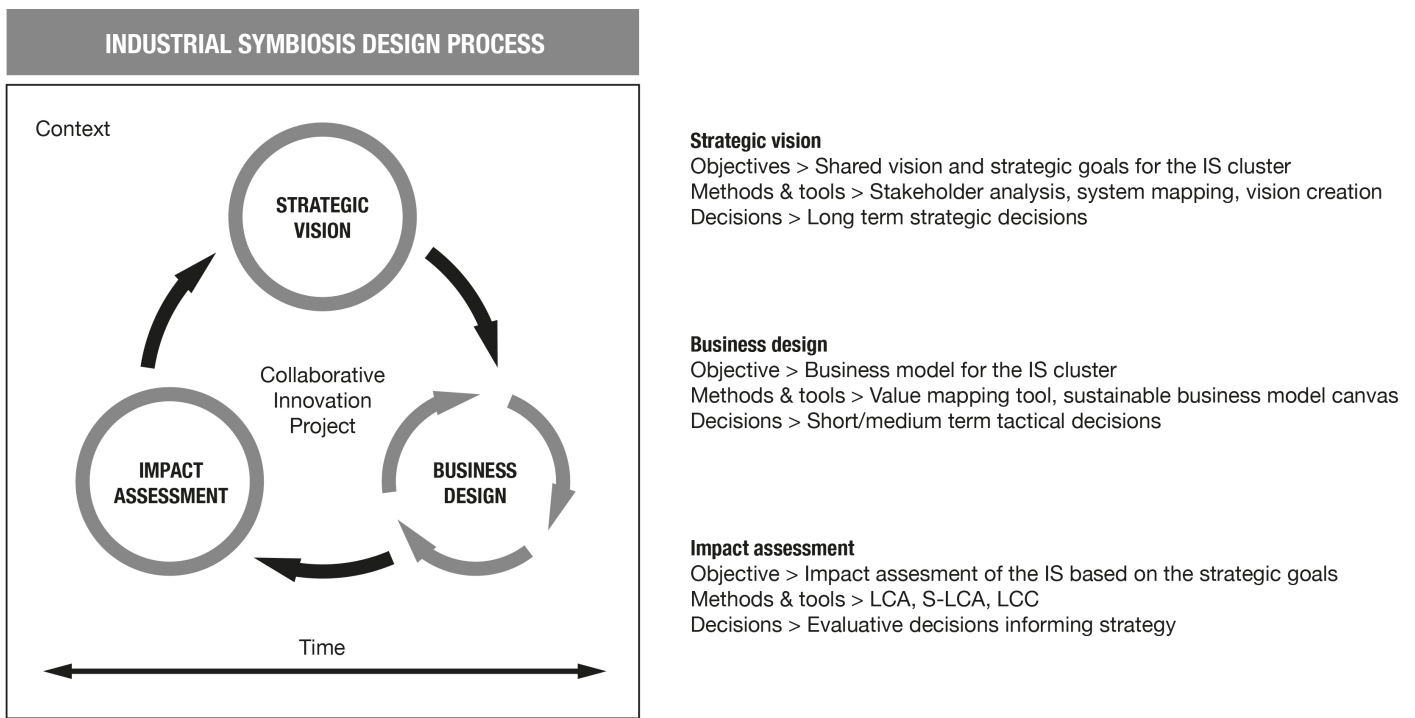 INDUSTRIAL SYMBIOSIS DESIGN PROCESS
Context
STRATEGIC
VISION
Collaborative
Innovation
Project
IMPACT
ASSESSMENT
BUSINESS
DESIGN
Time
Strategic vision
Objectives > Shared vision and strategic goals for the IS cluster
Methods & tools > Stakeholder analysis, system mapping, vision creation
Decisions > Long term strategic decisions
Business design
Objective > Business model for the IS cluster
Methods & tools > Value mapping tool, sustainable business model canvas
Decisions > Short/medium term tactical decisions
Impact assessment
Objective > Impact assesment of the IS based on the strategic goals
Methods & tools > LCA, S-LCA, LCC
Decisions > Evaluative decisions informing strategy